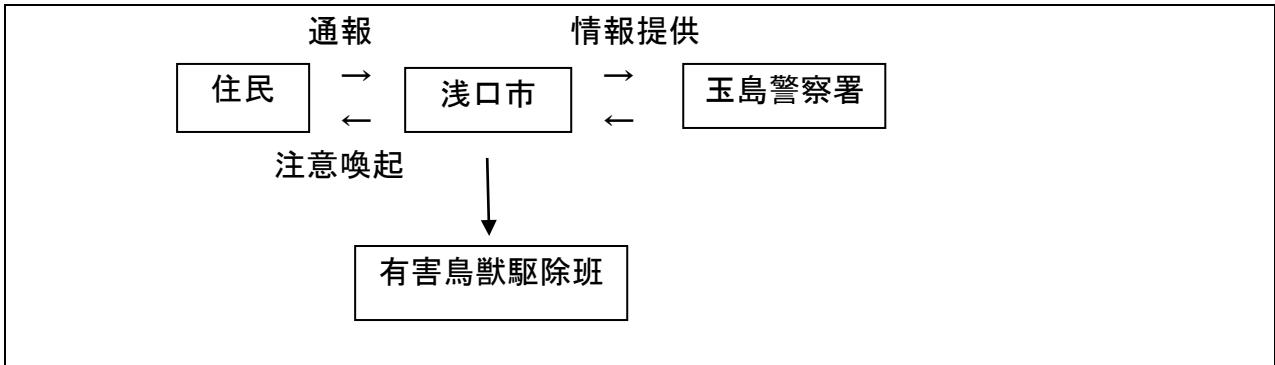 通報 情報提供
住民 → 浅口市 → 玉島警察署
← ←
注意喚起
有害鳥獣駆除班